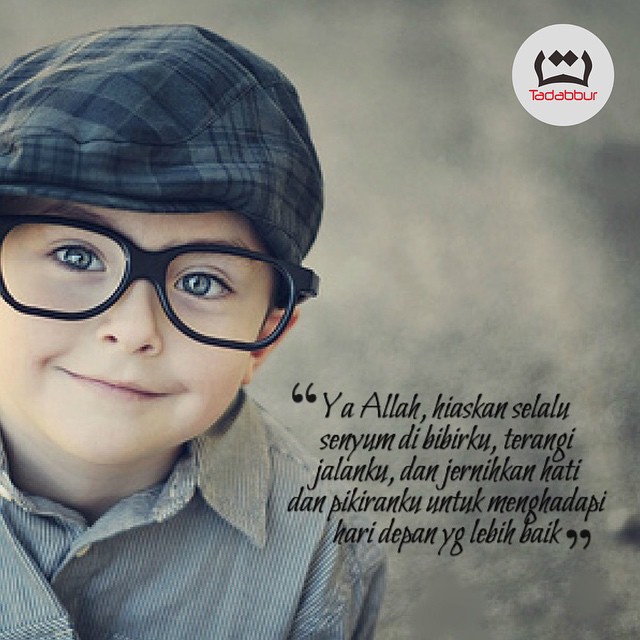 Tadabbur
“Ya Allah, hiaskan selalu
senyum di bibirku, terangi
jalanku, dan jernihkan hati
dan pikiranku untuk menghadapi
hari depan yg lebih baik”